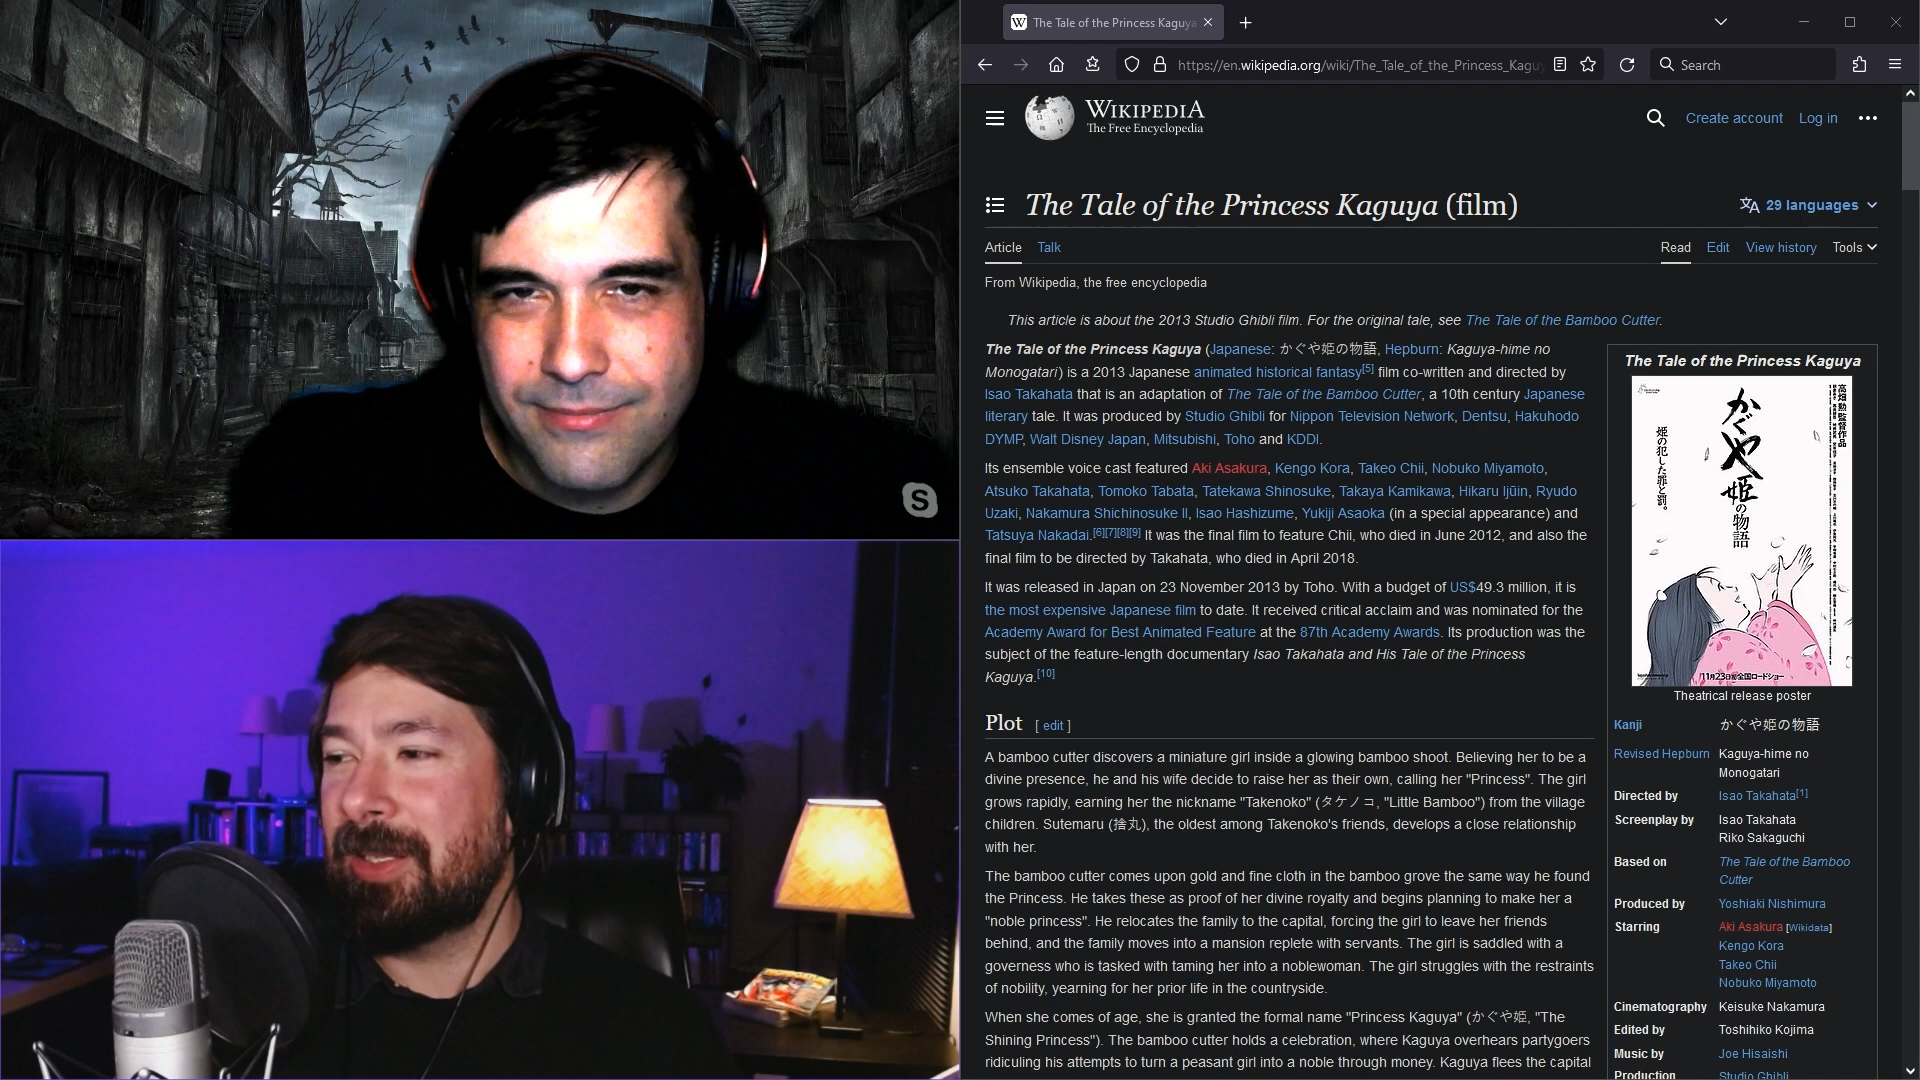 The Tale of the Princess Kaguya
https://en.wikipedia.org/wiki/The_Tale_of_the_Princess_Kagu
Search
WIKIPEDIA
The Free Encyclopedia
Create account
Log in
The Tale of the Princess Kaguya (film)
29 languages
Article
Talk
Read
Edit
View history
Tools
From Wikipedia, the free encyclopedia
This article is about the 2013 Studio Ghibli film. For the original tale, see The Tale of the Bamboo Cutter.
The Tale of the Princess Kaguya (Japanese: かぐや姫の物語, Hepburn: Kaguya-hime no
Monogatari) is a 2013 Japanese animated historical fantasy[5] film co-written and directed by
Isao Takahata that is an adaptation of The Tale of the Bamboo Cutter, a 10th century Japanese
literary tale. It was produced by Studio Ghibli for Nippon Television Network, Dentsu, Hakuhodo
DYMP, Walt Disney Japan, Mitsubishi, Toho and KDDI.
Its ensemble voice cast featured Aki Asakura, Kengo Kora, Takeo Chii, Nobuko Miyamoto,
Atsuko Takahata, Tomoko Tabata, Tatekawa Shinosuke, Takaya Kamikawa, Hikaru Ijūin, Ryudo
Uzaki, Nakamura Shichinosuke II, Isao Hashizume, Yukiji Asaoka (in a special appearance) and
Tatsuya Nakadai.[6][7][8][9] It was the final film to feature Chii, who died in June 2012, and also the
final film to be directed by Takahata, who died in April 2018.
It was released in Japan on 23 November 2013 by Toho. With a budget of US$49.3 million, it is
the most expensive Japanese film to date. It received critical acclaim and was nominated for the
Academy Award for Best Animated Feature at the 87th Academy Awards. Its production was the
subject of the feature-length documentary Isao Takahata and His Tale of the Princess
Kaguya.[10]
Plot [ edit ]
A bamboo cutter discovers a miniature girl inside a glowing bamboo shoot. Believing her to be a
divine presence, he and his wife decide to raise her as their own, calling her "Princess". The girl
grows rapidly, earning her the nickname "Takenoko" (タケノコ, "Little Bamboo") from the village
children. Sutemaru (捨丸), the oldest among Takenoko's friends, develops a close relationship
with her.
The bamboo cutter comes upon gold and fine cloth in the bamboo grove the same way he found
the Princess. He takes these as proof of her divine royalty and begins planning to make her a
"noble princess". He relocates the family to the capital, forcing the girl to leave her friends
behind, and the family moves into a mansion replete with servants. The girl is saddled with a
governess who is tasked with taming her into a noblewoman. The girl struggles with the restraints
of nobility, yearning for her prior life in the countryside.
When she comes of age, she is granted the formal name "Princess Kaguya" (かぐや姫, "The
Shining Princess"). The bamboo cutter holds a celebration, where Kaguya overhears partygoers
ridiculing his attempts to turn a peasant girl into a noble through money. Kaguya flees the capital
The Tale of the Princess Kaguya
高畑勲監督作品
かぐや姫の物語
姫の犯した罪と罰。
11月23日㊏全国ロードショー
Theatrical release poster
Kanji かぐや姫の物語
Revised Hepburn Kaguya-hime no
Monogatari
Directed by Isao Takahata[1]
Screenplay by Isao Takahata
Riko Sakaguchi
Based on The Tale of the Bamboo
Cutter
Produced by Yoshiaki Nishimura
Starring Aki Asakura [Wikidata]
Kengo Kora
Takeo Chii
Nobuko Miyamoto
Cinematography Keisuke Nakamura
Edited by Toshihiko Kojima
Music by Joe Hisaishi
Production Studio Ghibli